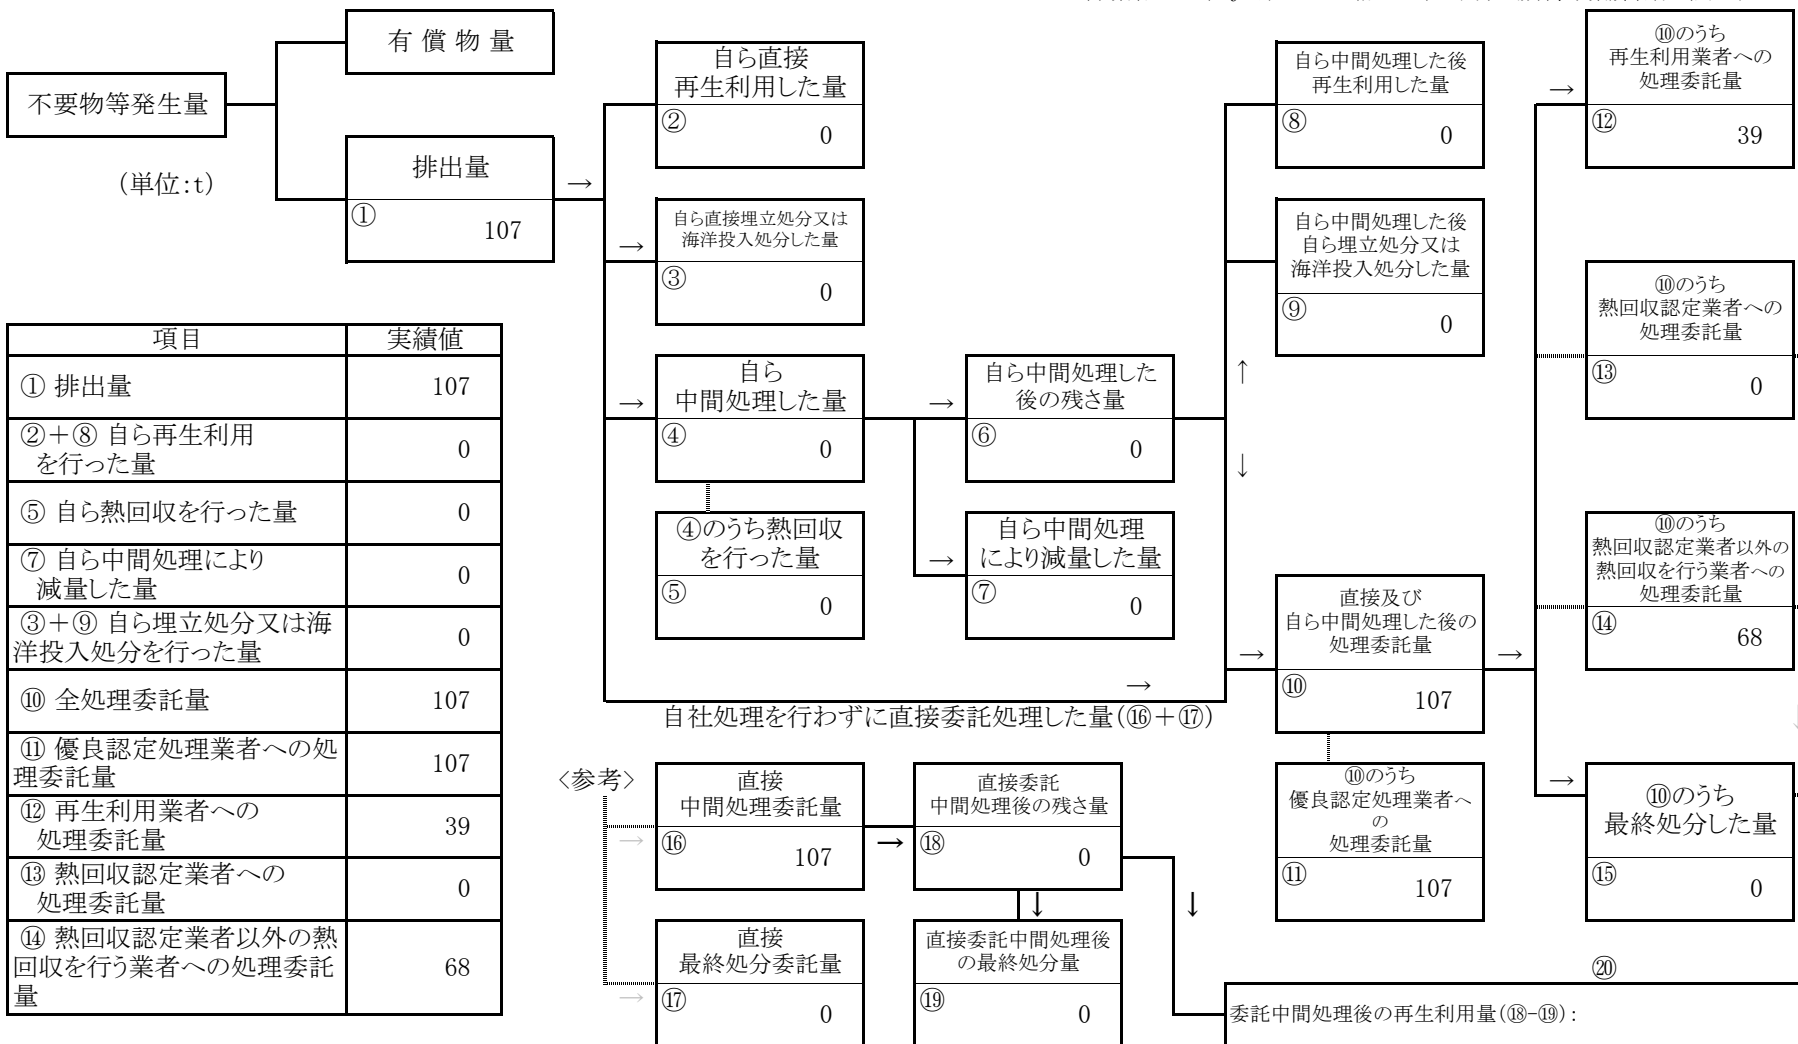 有 償 物 量
不要物等発生量
(単位:t)
排出量
①
107
→
自ら直接
再生利用した量
②
0
→
自ら直接埋立処分又は
海洋投入処分した量
③
0
→
自ら
中間処理した量
④
0
④のうち熱回収
を行った量
⑤
0
→
自ら中間処理した
後の残さ量
⑥
0
→
自ら中間処理
により減量した量
⑦
0
自ら中間処理した後
再生利用した量
⑧
0
自ら中間処理した後
自ら埋立処分又は
海洋投入処分した量
⑨
0
↑
↓
→
直接及び
自ら中間処理した後の
処理委託量
⑩
107
→
⑩のうち
優良認定処理業者へ
の
処理委託量
⑪
107
→
⑩のうち
再生利用業者への
処理委託量
⑫
39
⑩のうち
熱回収認定業者への
処理委託量
⑬
0
⑩のうち
熱回収認定業者以外の
熱回収を行う業者への
処理委託量
⑭
68
→
⑩のうち
最終処分した量
⑮
0
→
自社処理を行わずに直接委託処理した量(⑯+⑰)
〈参考〉
→
直接
中間処理委託量
⑯
107
→
直接委託
中間処理後の残さ量
⑱
0
↓
↓
→
直接
最終処分委託量
⑰
0
直接委託中間処理後
の最終処分量
⑲
0
⑳
委託中間処理後の再生利用量(⑱-⑲):
項目 実績値
① 排出量 107
②+⑧ 自ら再生利用
を行った量 0
⑤ 自ら熱回収を行った量 0
⑦ 自ら中間処理により
減量した量 0
③+⑨ 自ら埋立処分又は海
洋投入処分を行った量 0
⑩ 全処理委託量 107
⑪ 優良認定処理業者への処
理委託量 107
⑫ 再生利用業者への
処理委託量 39
⑬ 熱回収認定業者への
処理委託量 0
⑭ 熱回収認定業者以外の熱
回収を行う業者への処理委託
量 68